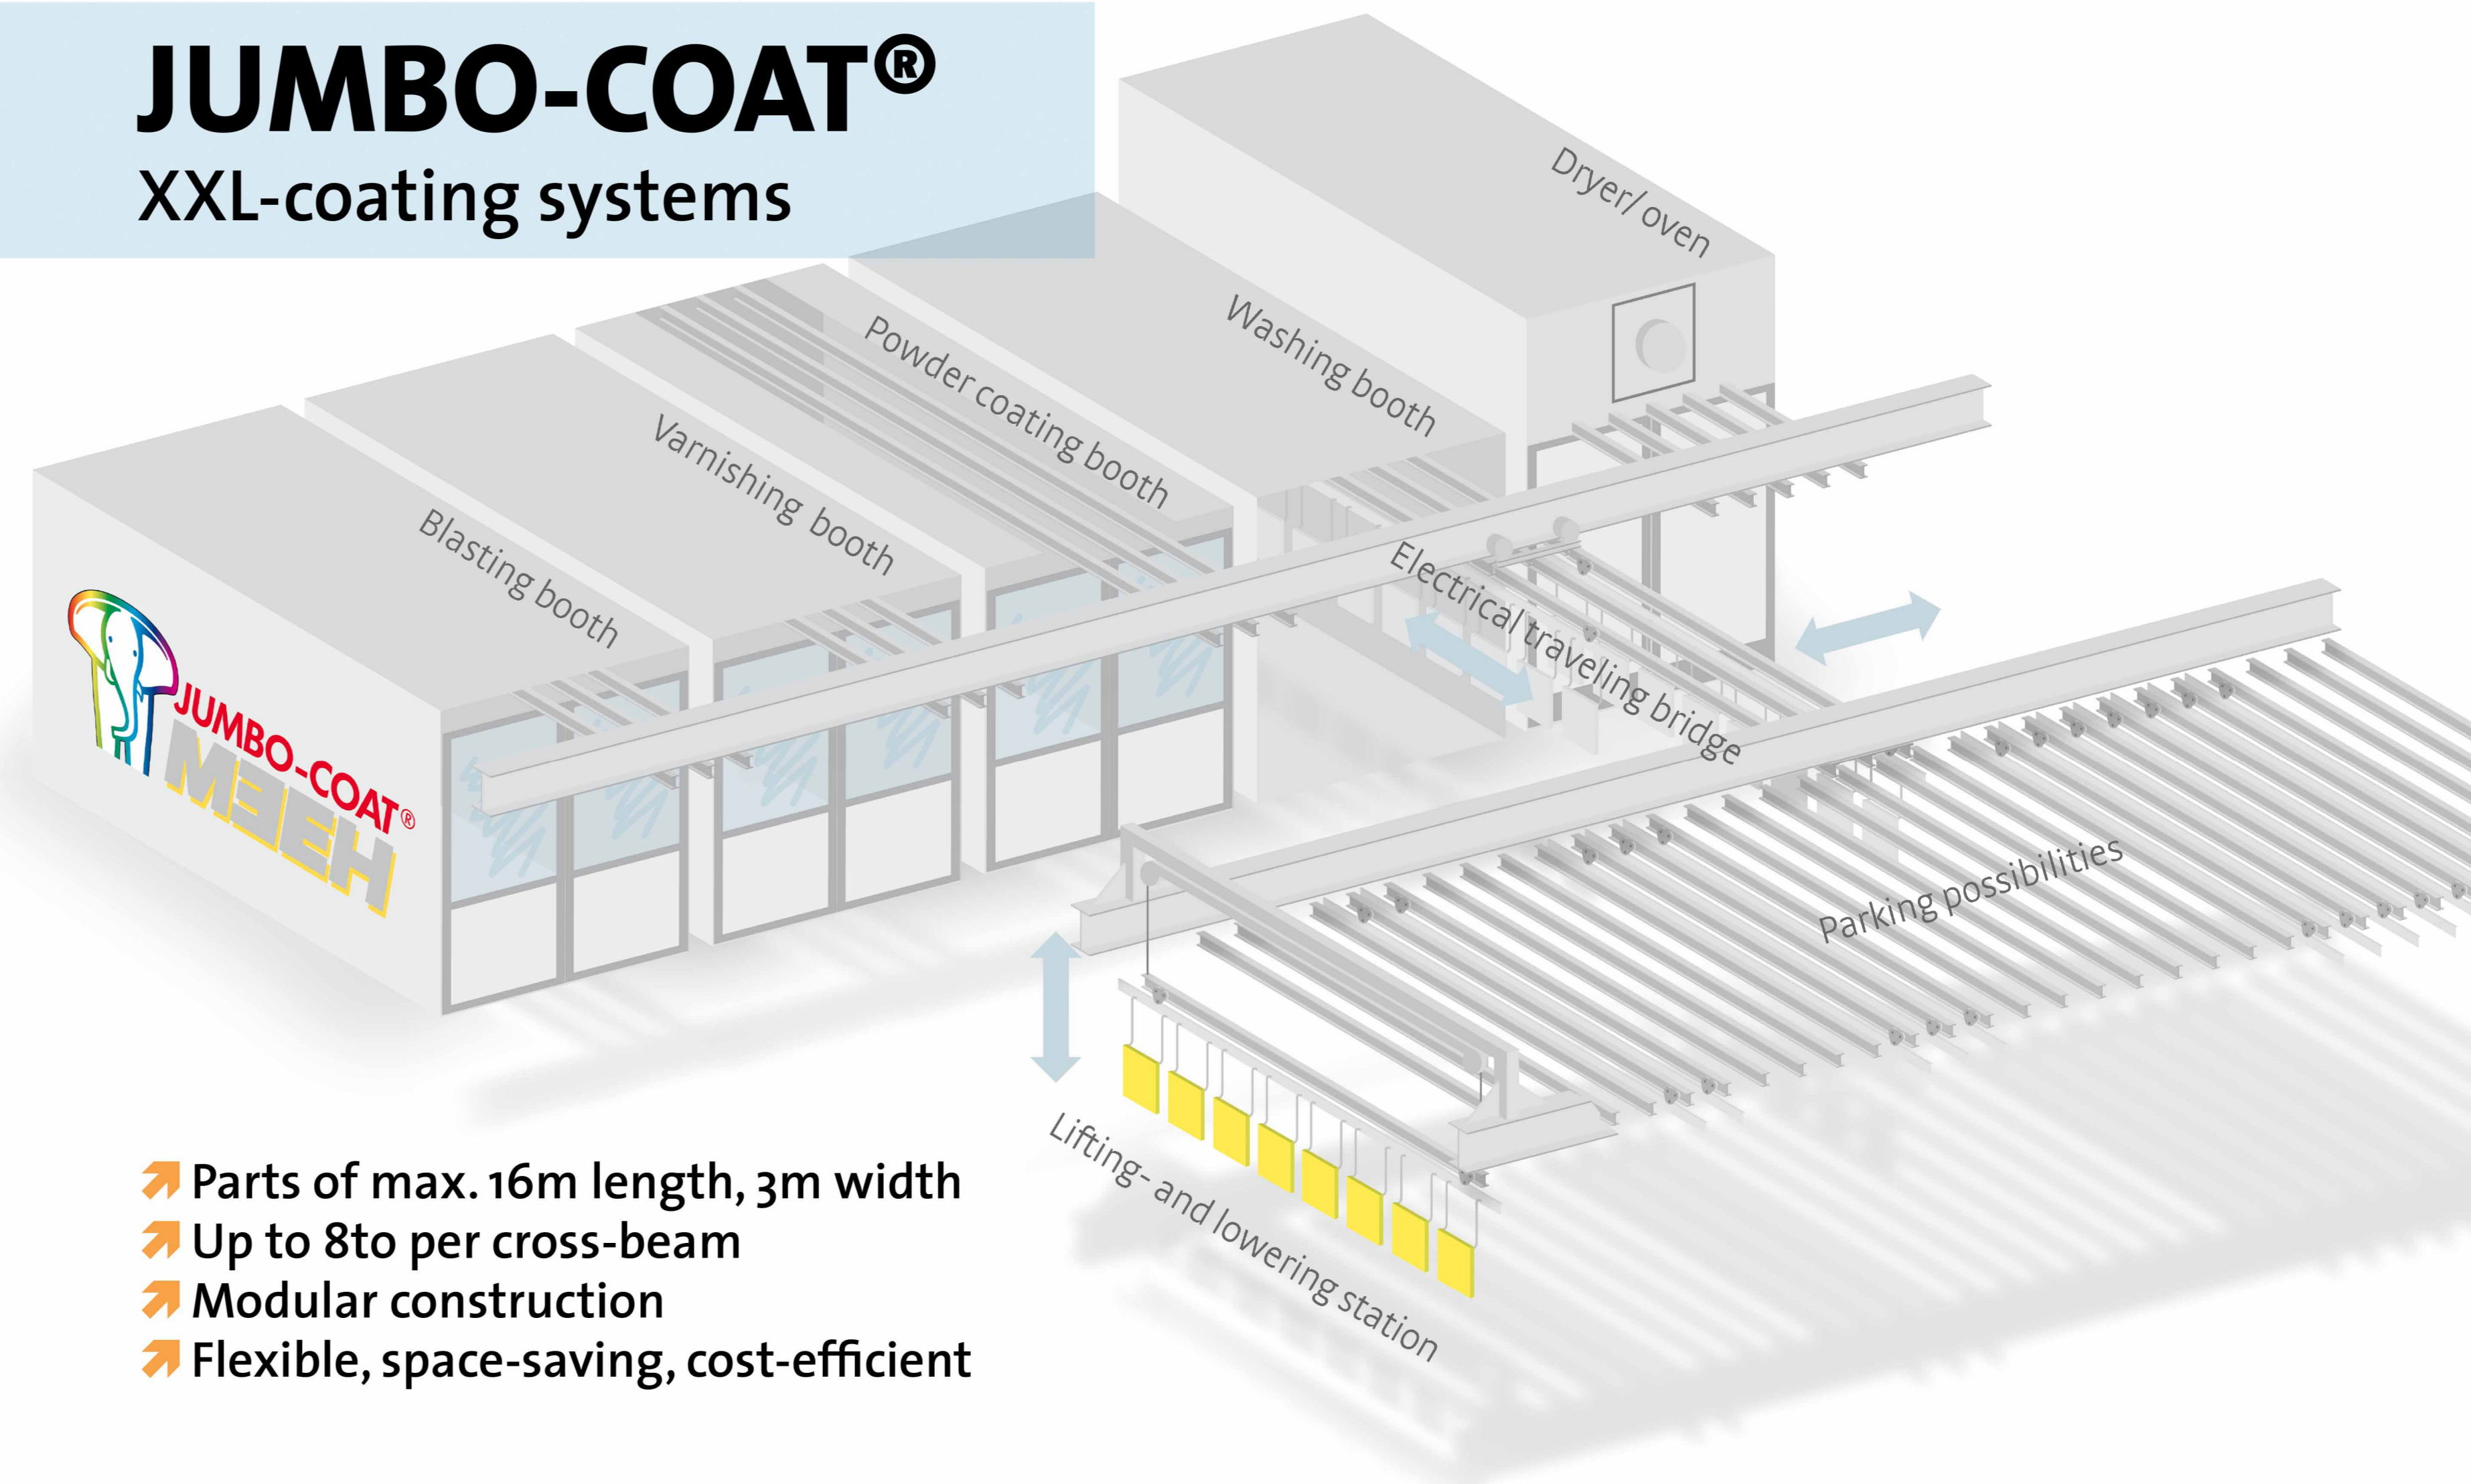 JUMBO-COAT®
XXL-coating systems
Dryer/oven
Washing booth
Powder coating booth
Varnishing booth
Blasting booth
Electrical traveling bridge
JUMBO-COAT®
MEEH
Parking possibilities
Lifting- and lowering station
Parts of max. 16m length, 3m width
Up to 8to per cross-beam
Modular construction
Flexible, space-saving, cost-efficient